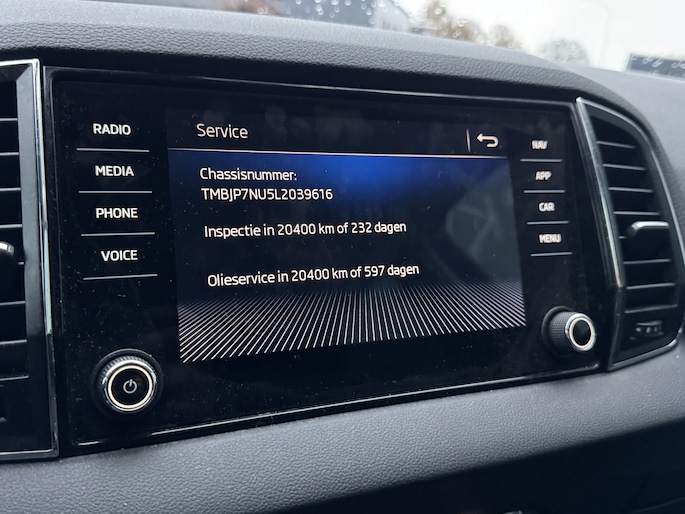 RADIO
MEDIA
PHONE
VOICE
Service
Chassisnummer:
TMBJP7NU5L2039616
Inspectie in 20400 km of 232 dagen
Olieservice in 20400 km of 597 dagen
NAV
APP
CAR
MENU